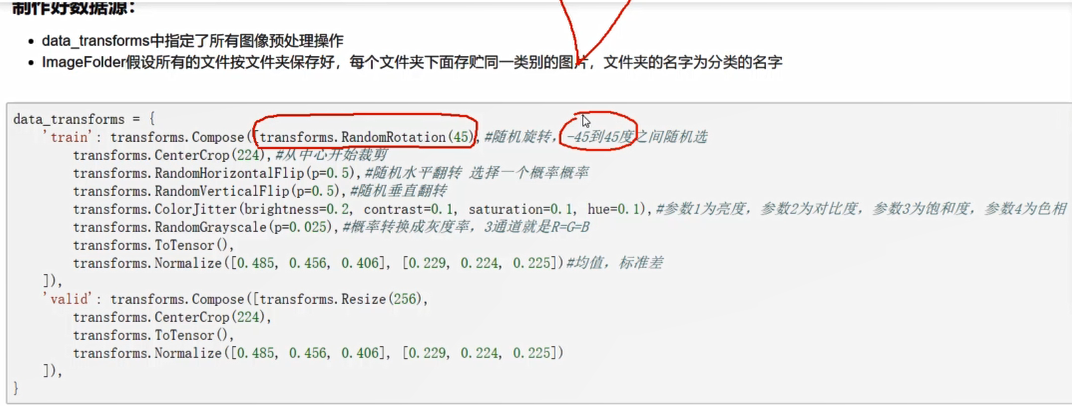 制作好数据源：
data_transforms中指定了所有图像预处理操作
ImageFolder假设所有的文件按文件夹保存好，每个文件夹下面存贮同一类别的图片，文件夹的名字为分类的名字
data_transforms = {
'train': transforms.Compose([transforms.RandomRotation(45),#随机旋转，-45到45度之间随机选
transforms.CenterCrop(224),#从中心开始裁剪
transforms.RandomHorizontalFlip(p=0.5),#随机水平翻转 选择一个概率概率
transforms.RandomVerticalFlip(p=0.5),#随机垂直翻转
transforms.ColorJitter(brightness=0.2, contrast=0.1, saturation=0.1, hue=0.1),#参数1为亮度，参数2为对比度，参数3为饱和度，参数4为色相
transforms.RandomGrayscale(p=0.025),#概率转换成灰度率，3通道就是R=G=B
transforms.ToTensor(),
transforms.Normalize([0.485, 0.456, 0.406], [0.229, 0.224, 0.225])#均值，标准差
]),
'valid': transforms.Compose([transforms.Resize(256),
transforms.CenterCrop(224),
transforms.ToTensor(),
transforms.Normalize([0.485, 0.456, 0.406], [0.229, 0.224, 0.225])
]),
}